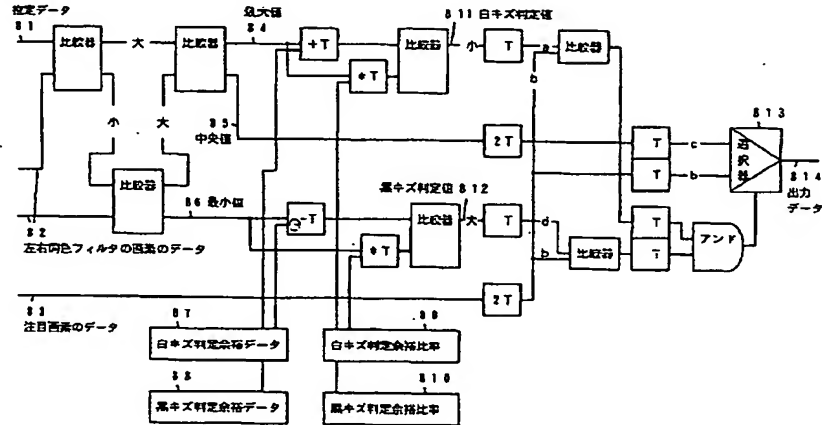 推定データ
81
比較器
大
比較器
最大値
84
+T
*T
比較器
811 白キズ判定値
小
T
a
b
比較器
小
大
85
中央値
2T
T
c
T
b
813
選択器
814
出力
データ
比較器
86 最小値
-T
*T
黒キズ判定値 812
比較器
大
T
d
b
比較器
T
T
アンド
82
左右同色フィルタの画素のデータ
83
注目画素のデータ
2T
87
白キズ判定余裕データ
88
黒キズ判定余裕データ
89
白キズ判定余裕比率
810
黒キズ判定余裕比率